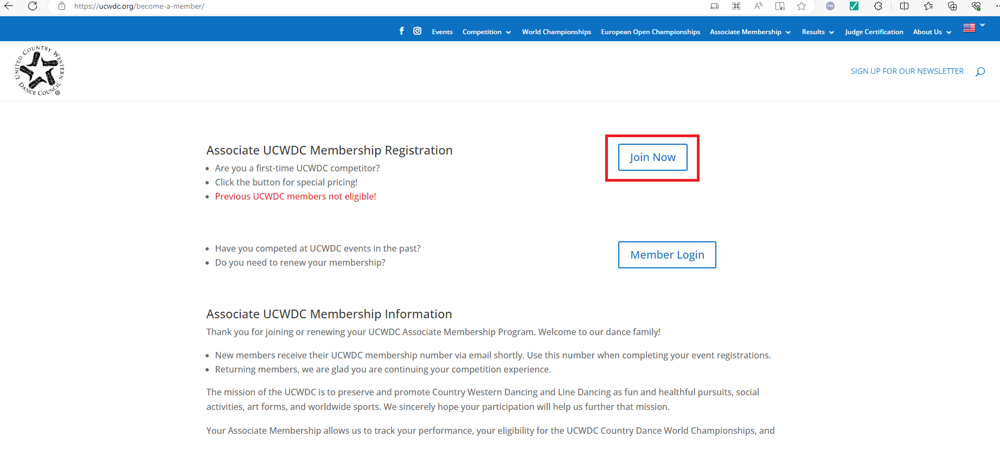 https://ucwdc.org/become-a-member/
me
Events Competition World Championships European Open Championships Associate Membership Results Judge Certification About Us
UNITED COUNTRY WESTERN DANCE COUNCIL ®
SIGN UP FOR OUR NEWSLETTER
Associate UCWDC Membership Registration
Join Now
• Are you a first-time UCWDC competitor?
• Click the button for special pricing!
• Previous UCWDC members not eligible!
• Have you competed at UCWDC events in the past?
Member Login
• Do you need to renew your membership?
Associate UCWDC Membership Information
Thank you for joining or renewing your UCWDC Associate Membership Program. Welcome to our dance family!
• New members receive their UCWDC membership number via email shortly. Use this number when completing your event registrations.
• Returning members, we are glad you are continuing your competition experience.
The mission of the UCWDC is to preserve and promote Country Western Dancing and Line Dancing as fun and healthful pursuits, social
activities, art forms, and worldwide sports. We sincerely hope your participation will help us further that mission.
Your Associate Membership allows us to track your performance, your eligibility for the UCWDC Country Dance World Championships, and